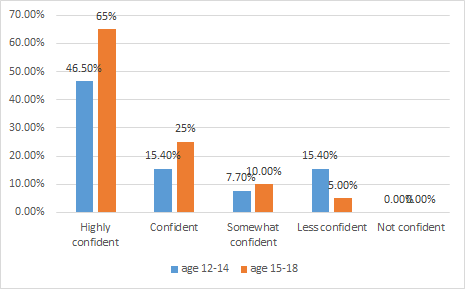 70.00%
60.00%
50.00%
40.00%
30.00%
20.00%
10.00%
0.00%
46.50%
65%
15.40%
25%
7.70%
10.00%
15.40%
5.00%
0.00%
0.00%
Highly
confident
Confident
Somewhat
confident
Less confident
Not confident
age 12-14
age 15-18